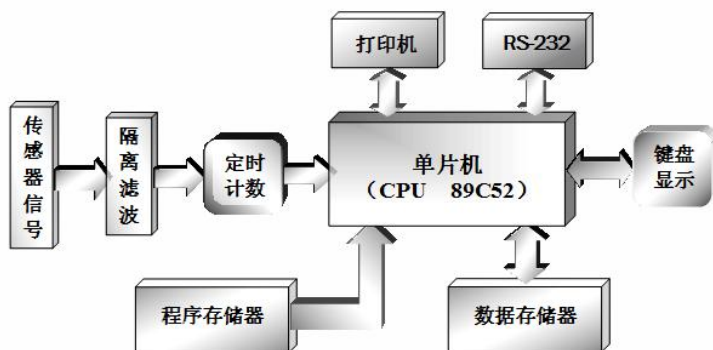 打印机
RS-232
传感器信号
隔离滤波
定时
计数
单片机
（CPU 89C52）
键盘
显示
程序存储器
数据存储器